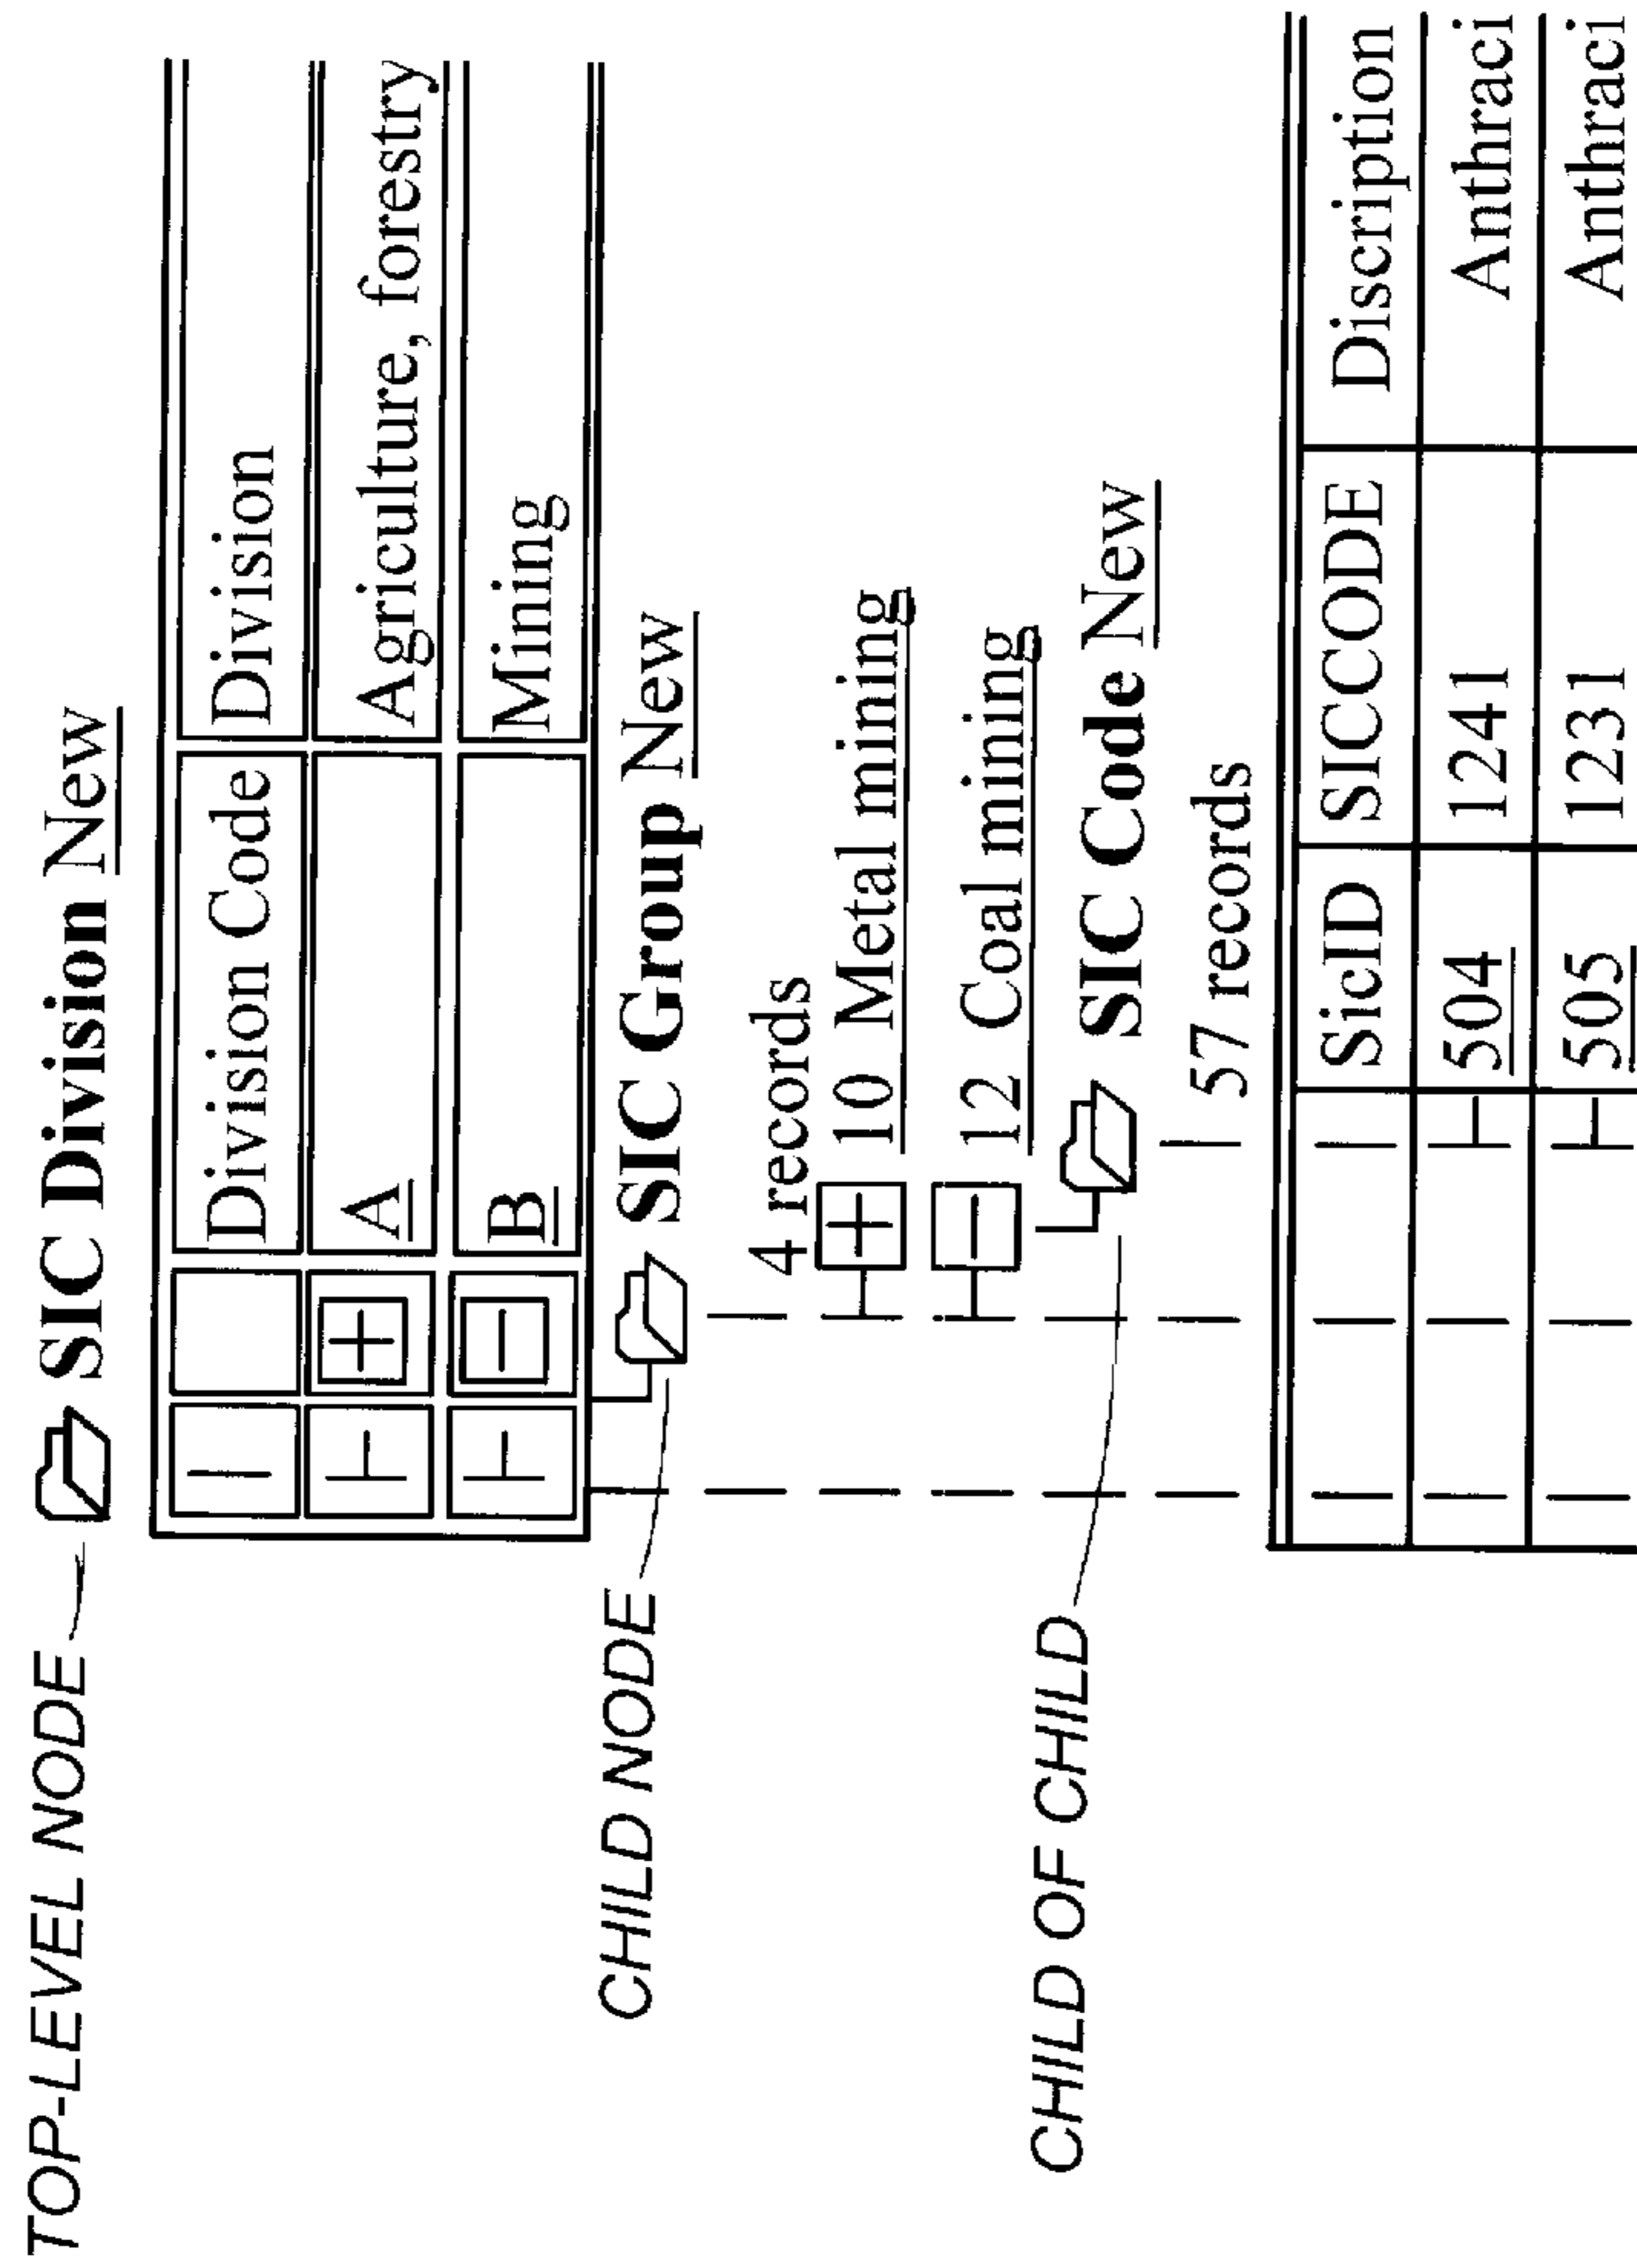 TOP-LEVEL NODE SIC Division New
Division Code Division
A Agriculture, forestry
B Mining
CHILD NODE SIC Group New
4 records
10 Metal mining
12 Coal mining
CHILD OF CHILD SIC Code New
57 records
SicID SICCODE Discription
504 1241 Anthraci
505 1231 Anthraci